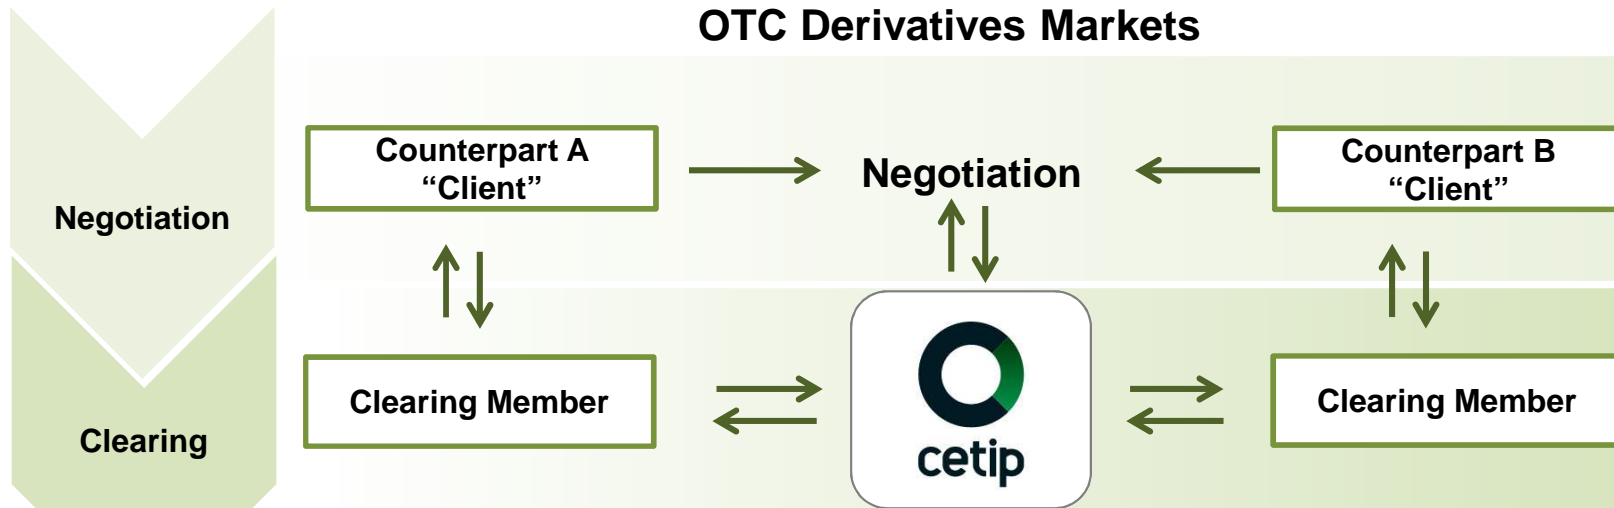 OTC Derivatives Markets
Negotiation
Counterpart A
“Client”
Negotiation
Counterpart B
“Client”
Clearing
Clearing Member
cetip
Clearing Member